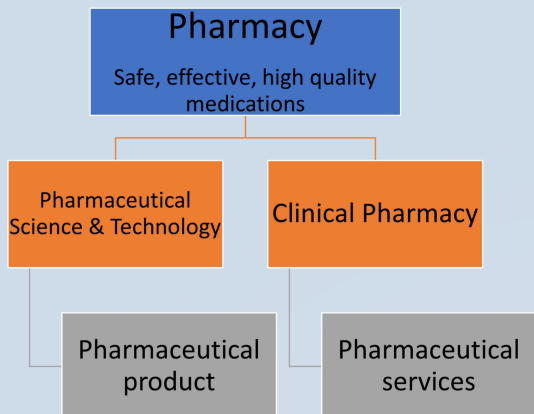 Pharmacy
Safe, effective, high quality
medications
Pharmaceutical
Science & Technology
Clinical Pharmacy
Pharmaceutical
product
Pharmaceutical
services